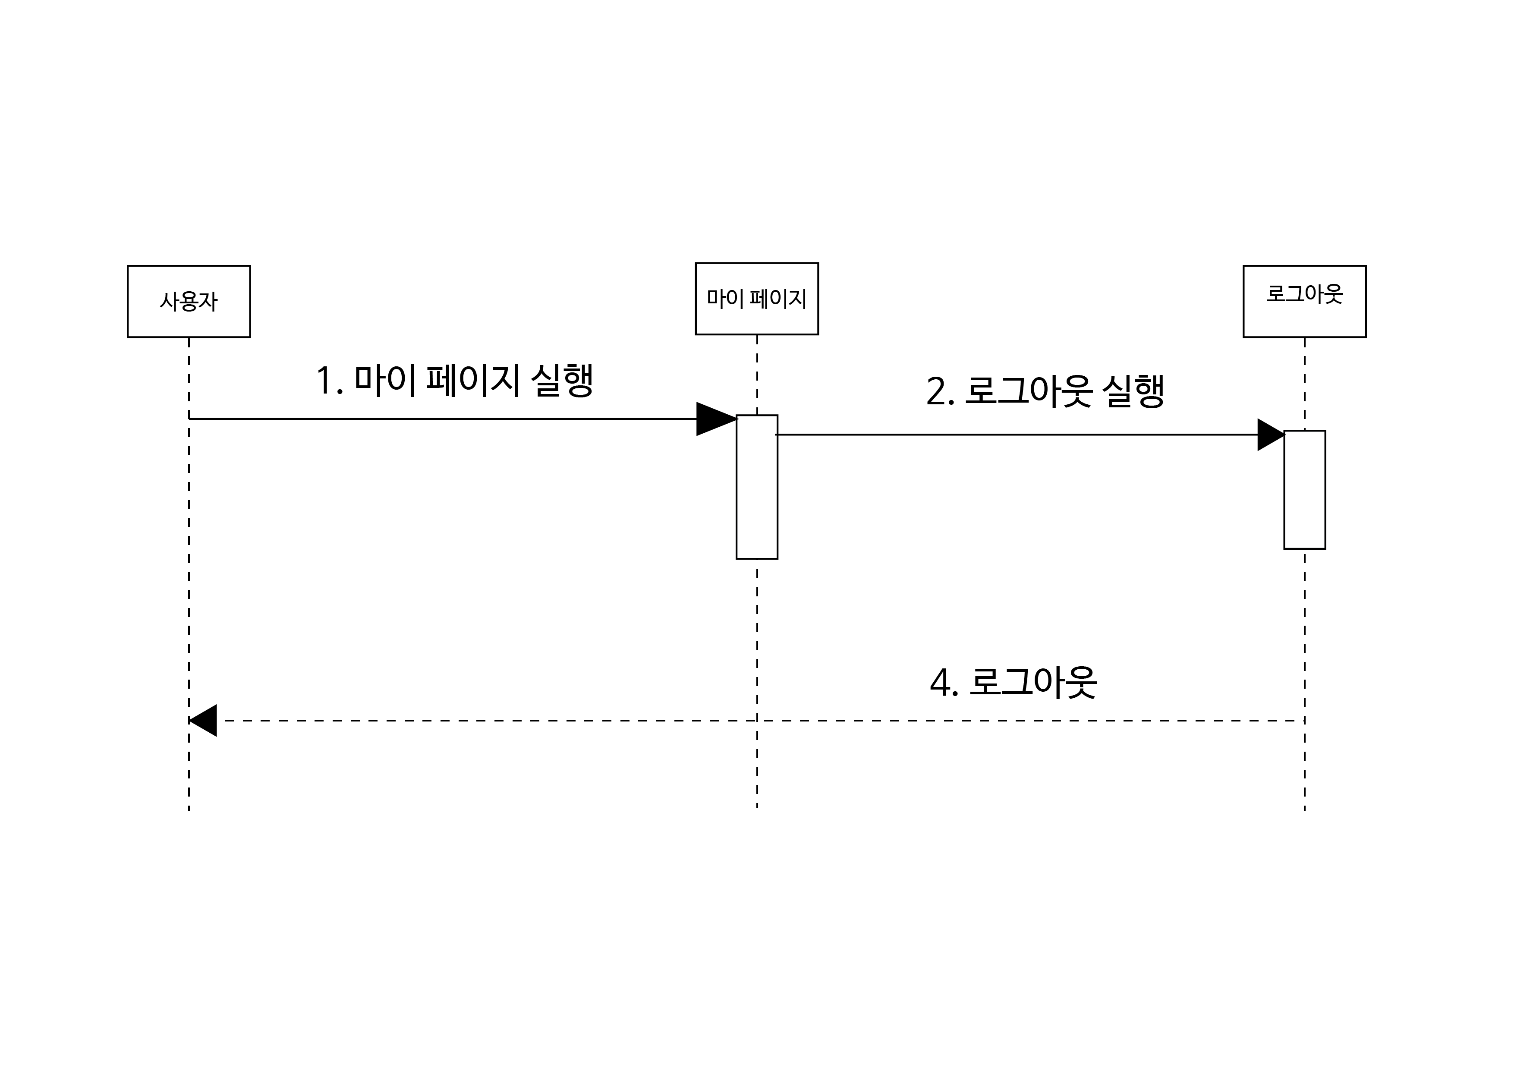 사용자
마이 페이지
로그아웃
1. 마이 페이지 실행
2. 로그아웃 실행
4. 로그아웃